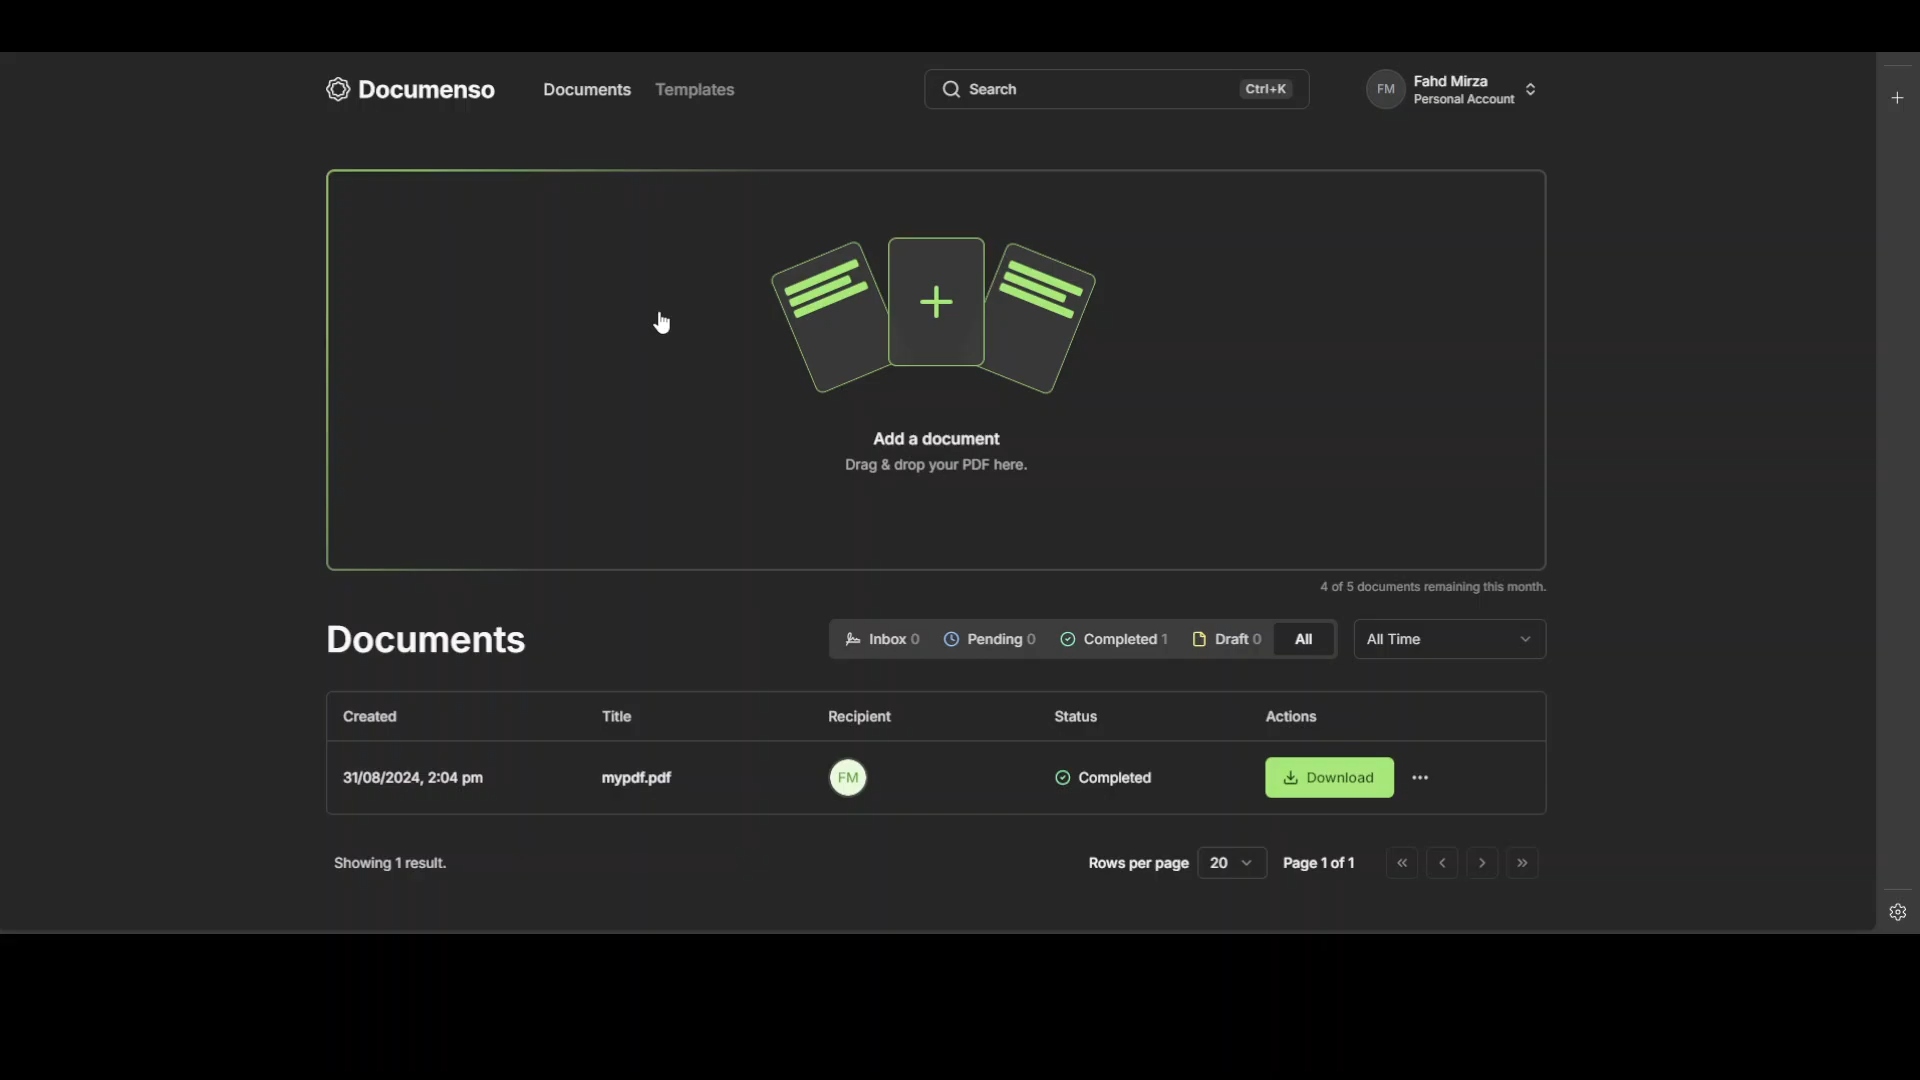 Documenso Documents Templates Search Ctrl+K FM Fahd Mirza
Personal Account
Add a document
Drag & drop your PDF here.
4 of 5 documents remaining this month.
Documents Inbox 0 Pending 0 Completed 1 Draft 0 All All Time
Created Title Recipient Status Actions
31/08/2024, 2:04 pm mypdf.pdf FM Completed Download
Showing 1 result. Rows per page 20 Page 1 of 1